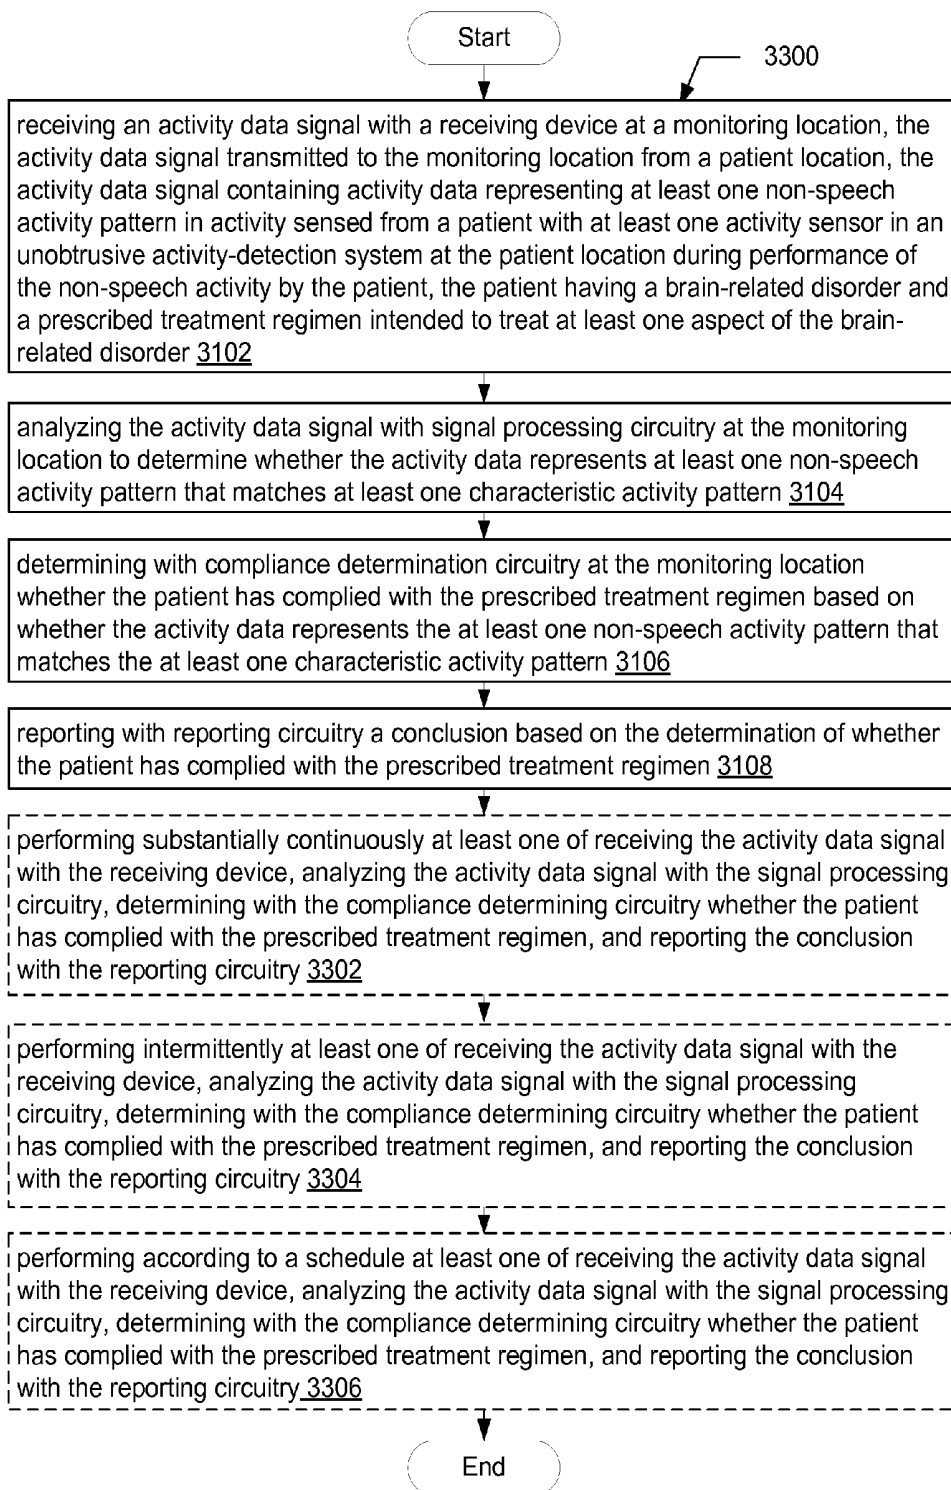 Start
3300
receiving an activity data signal with a receiving device at a monitoring location, the
activity data signal transmitted to the monitoring location from a patient location, the
activity data signal containing activity data representing at least one non-speech
activity pattern in activity sensed from a patient with at least one activity sensor in an
unobtrusive activity-detection system at the patient location during performance of
the non-speech activity by the patient, the patient having a brain-related disorder and
a prescribed treatment regimen intended to treat at least one aspect of the brain-
related disorder 3102
analyzing the activity data signal with signal processing circuitry at the monitoring
location to determine whether the activity data represents at least one non-speech
activity pattern that matches at least one characteristic activity pattern 3104
determining with compliance determination circuitry at the monitoring location
whether the patient has complied with the prescribed treatment regimen based on
whether the activity data represents the at least one non-speech activity pattern that
matches the at least one characteristic activity pattern 3106
reporting with reporting circuitry a conclusion based on the determination of whether
the patient has complied with the prescribed treatment regimen 3108
performing substantially continuously at least one of receiving the activity data signal
with the receiving device, analyzing the activity data signal with the signal processing
circuitry, determining with the compliance determining circuitry whether the patient
has complied with the prescribed treatment regimen, and reporting the conclusion
with the reporting circuitry 3302
performing intermittently at least one of receiving the activity data signal with the
receiving device, analyzing the activity data signal with the signal processing
circuitry, determining with the compliance determining circuitry whether the patient
has complied with the prescribed treatment regimen, and reporting the conclusion
with the reporting circuitry 3304
performing according to a schedule at least one of receiving the activity data signal
with the receiving device, analyzing the activity data signal with the signal processing
circuitry, determining with the compliance determining circuitry whether the patient
has complied with the prescribed treatment regimen, and reporting the conclusion
with the reporting circuitry 3306
End